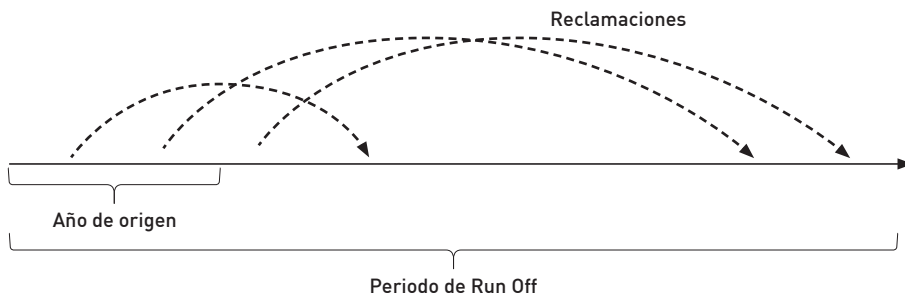 Reclamaciones
Año de origen
Periodo de Run Off